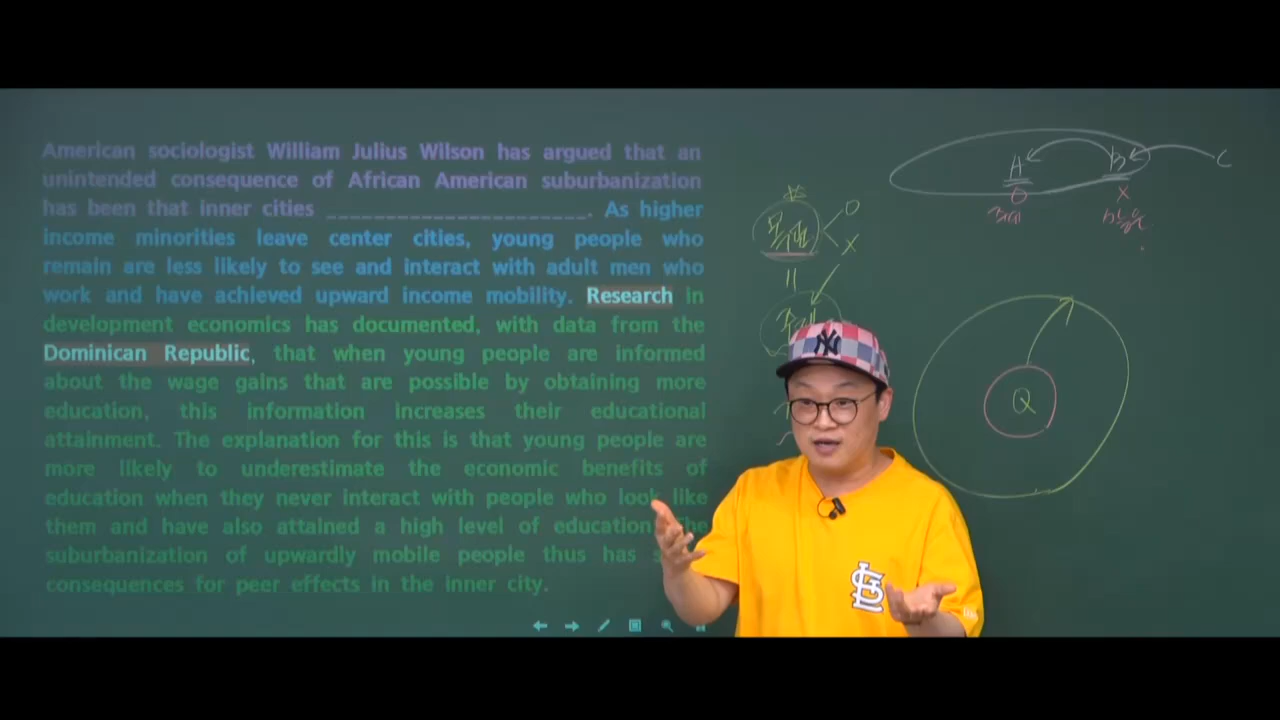 American sociologist William Julius Wilson has argued that an
unintended consequence of African American suburbanization
has been that inner cities ______________________. As higher
income minorities leave center cities, young people who
remain are less likely to see and interact with adult men who
work and have achieved upward income mobility. Research in
development economics has documented, with data from the
Dominican Republic, that when young people are informed
about the wage gains that are possible by obtaining more
education, this information increases their educational
attainment. The explanation for this is that young people are
more likely to underestimate the economic benefits of
education when they never interact with people who look like
them and have also attained a high level of education.
suburbanization of upwardly mobile people thus has
consequences for peer effects in the inner city.
O
X
A
B
C
O
X
Q
NY
StL